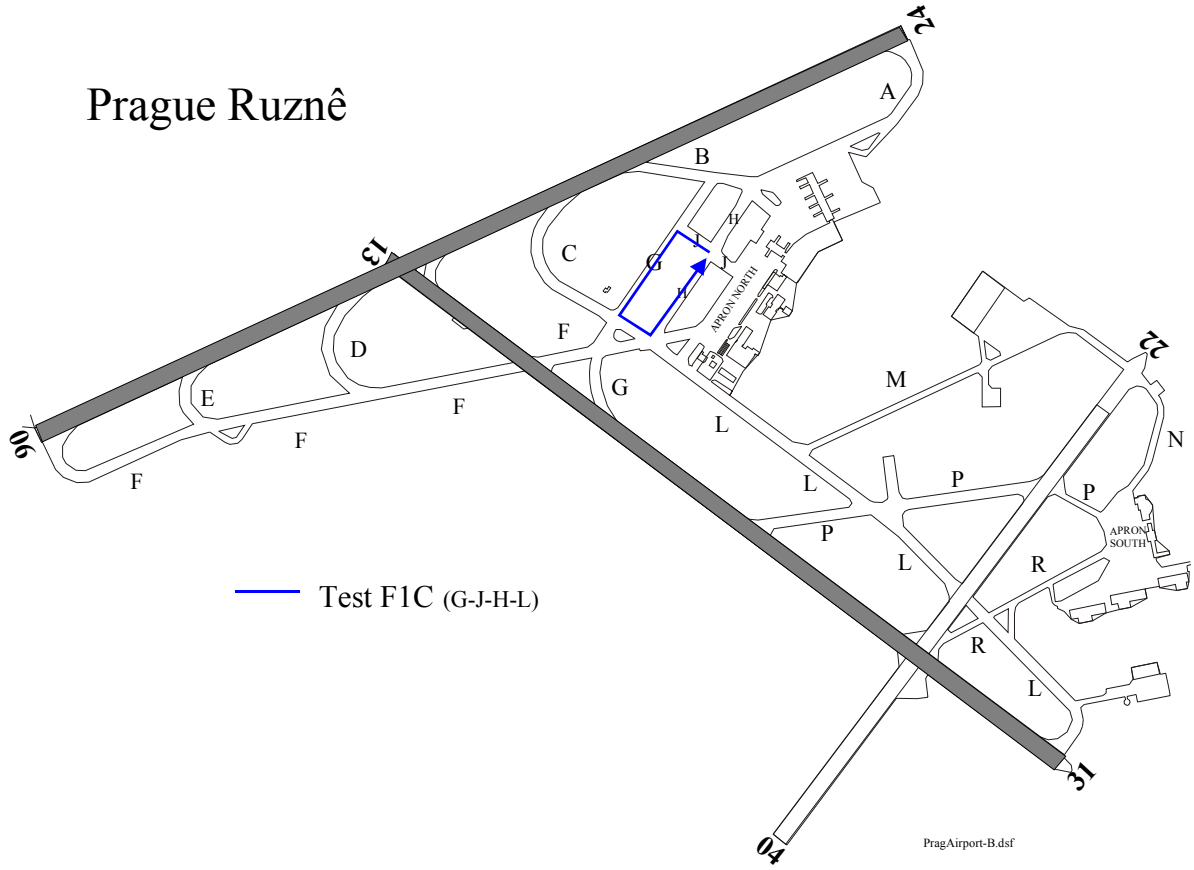 24
Prague Ruznê
A
B
H
13
C
J
G
J
H
APRON NORTH
F
D
22
E
G
M
F
L
06
F
N
F
L
P
P
P
APRON
SOUTH
L
R
Test F1C (G-J-H-L)
R
L
31
04
PragAirport-B.dsf